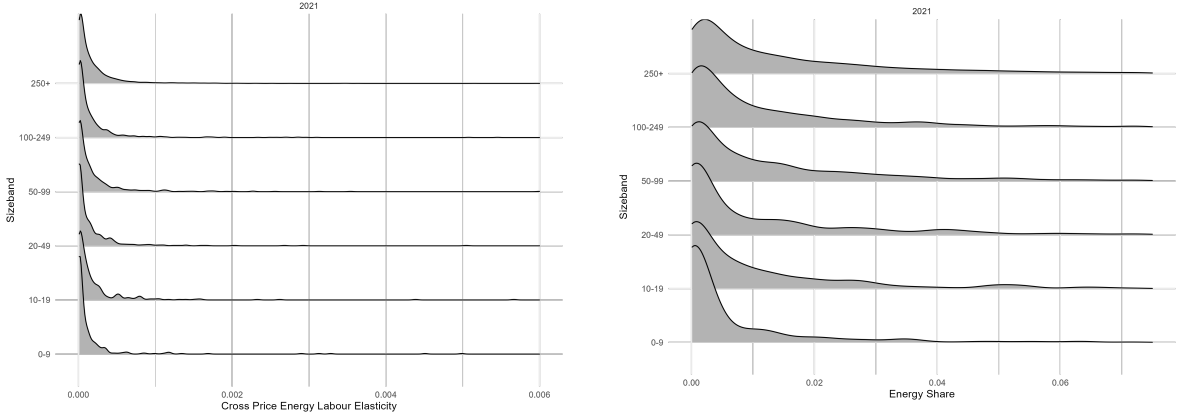 2021
250+
100-249
50-99
20-49
10-19
0-9
Sizeband
0.000 0.002 0.004 0.006
Cross Price Energy Labour Elasticity
2021
250+
100-249
50-99
20-49
10-19
0-9
Sizeband
0.00 0.02 0.04 0.06
Energy Share